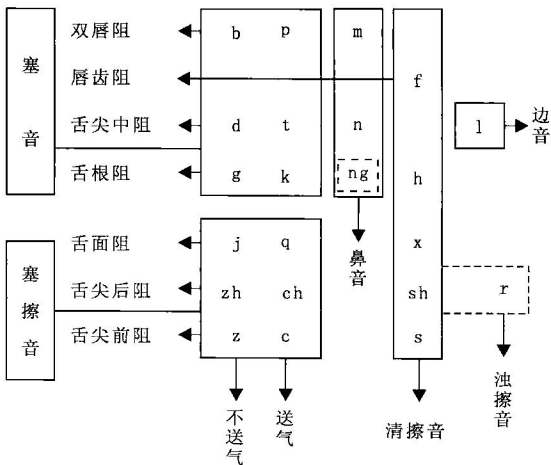 塞音
双唇阻 b p m
唇齿阻 f
舌尖中阻 d t n l 边音
舌根阻 g k ng h
鼻音
塞擦音
舌面阻 j q x
舌尖后阻 zh ch sh r
舌尖前阻 z c s
不送气
送气
清擦音
浊擦音